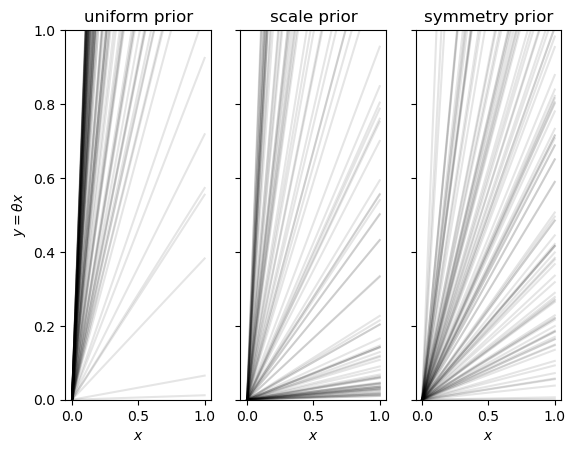 uniform prior
scale prior
symmetry prior
1.0
0.8
0.6
0.4
0.2
0.0
y = θx
0.0 0.5 1.0
0.0 0.5 1.0
0.0 0.5 1.0
x
x
x